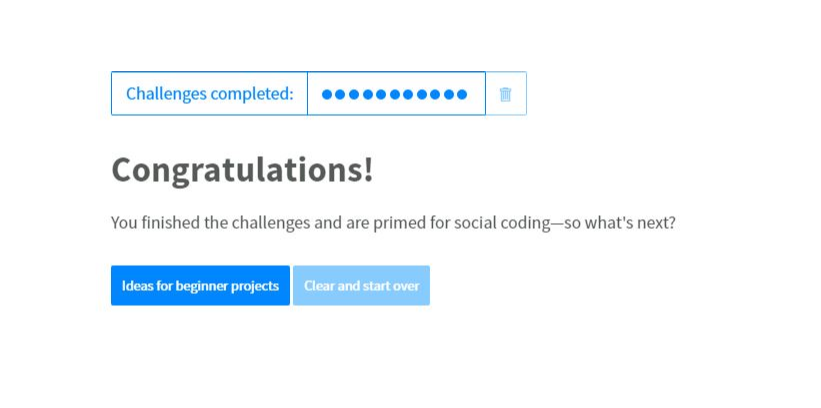 Challenges completed:
Congratulations!
You finished the challenges and are primed for social coding—so what's next?
Ideas for beginner projects
Clear and start over